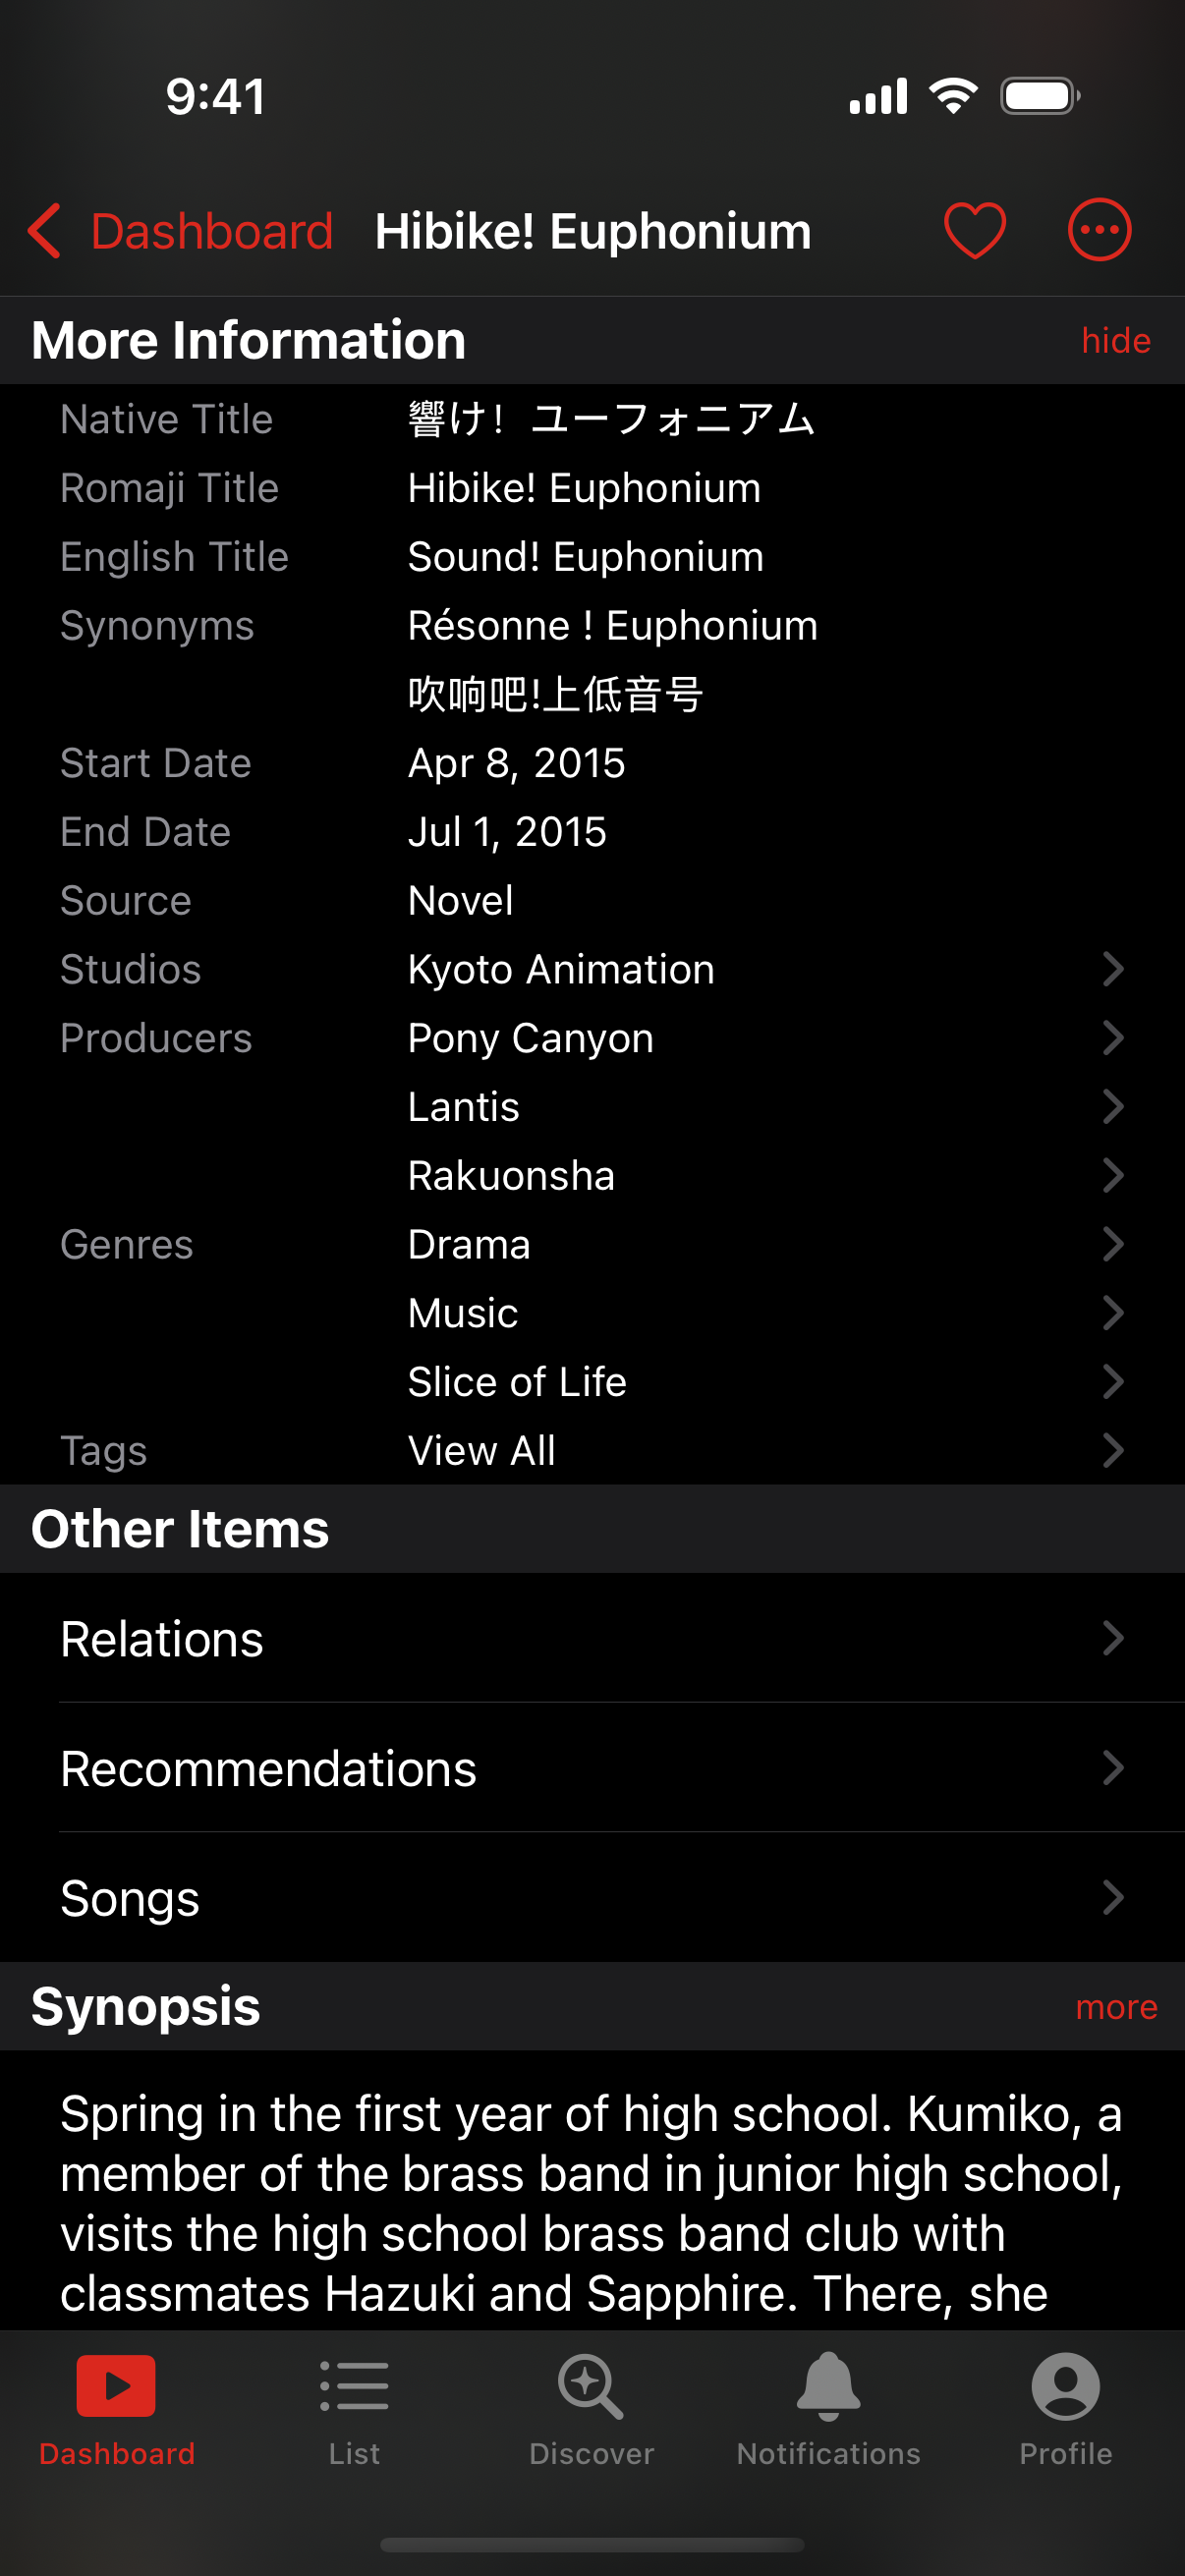 9:41
Dashboard Hibike! Euphonium
More Information hide
Native Title 響け！ユーフォニアム
Romaji Title Hibike! Euphonium
English Title Sound! Euphonium
Synonyms Résonne ! Euphonium
吹响吧!上低音号
Start Date Apr 8, 2015
End Date Jul 1, 2015
Source Novel
Studios Kyoto Animation
Producers Pony Canyon
Lantis
Rakuonsha
Genres Drama
Music
Slice of Life
Tags View All
Other Items
Relations
Recommendations
Songs
Synopsis more
Spring in the first year of high school. Kumiko, a
member of the brass band in junior high school,
visits the high school brass band club with
classmates Hazuki and Sapphire. There, she
Dashboard List Discover Notifications Profile